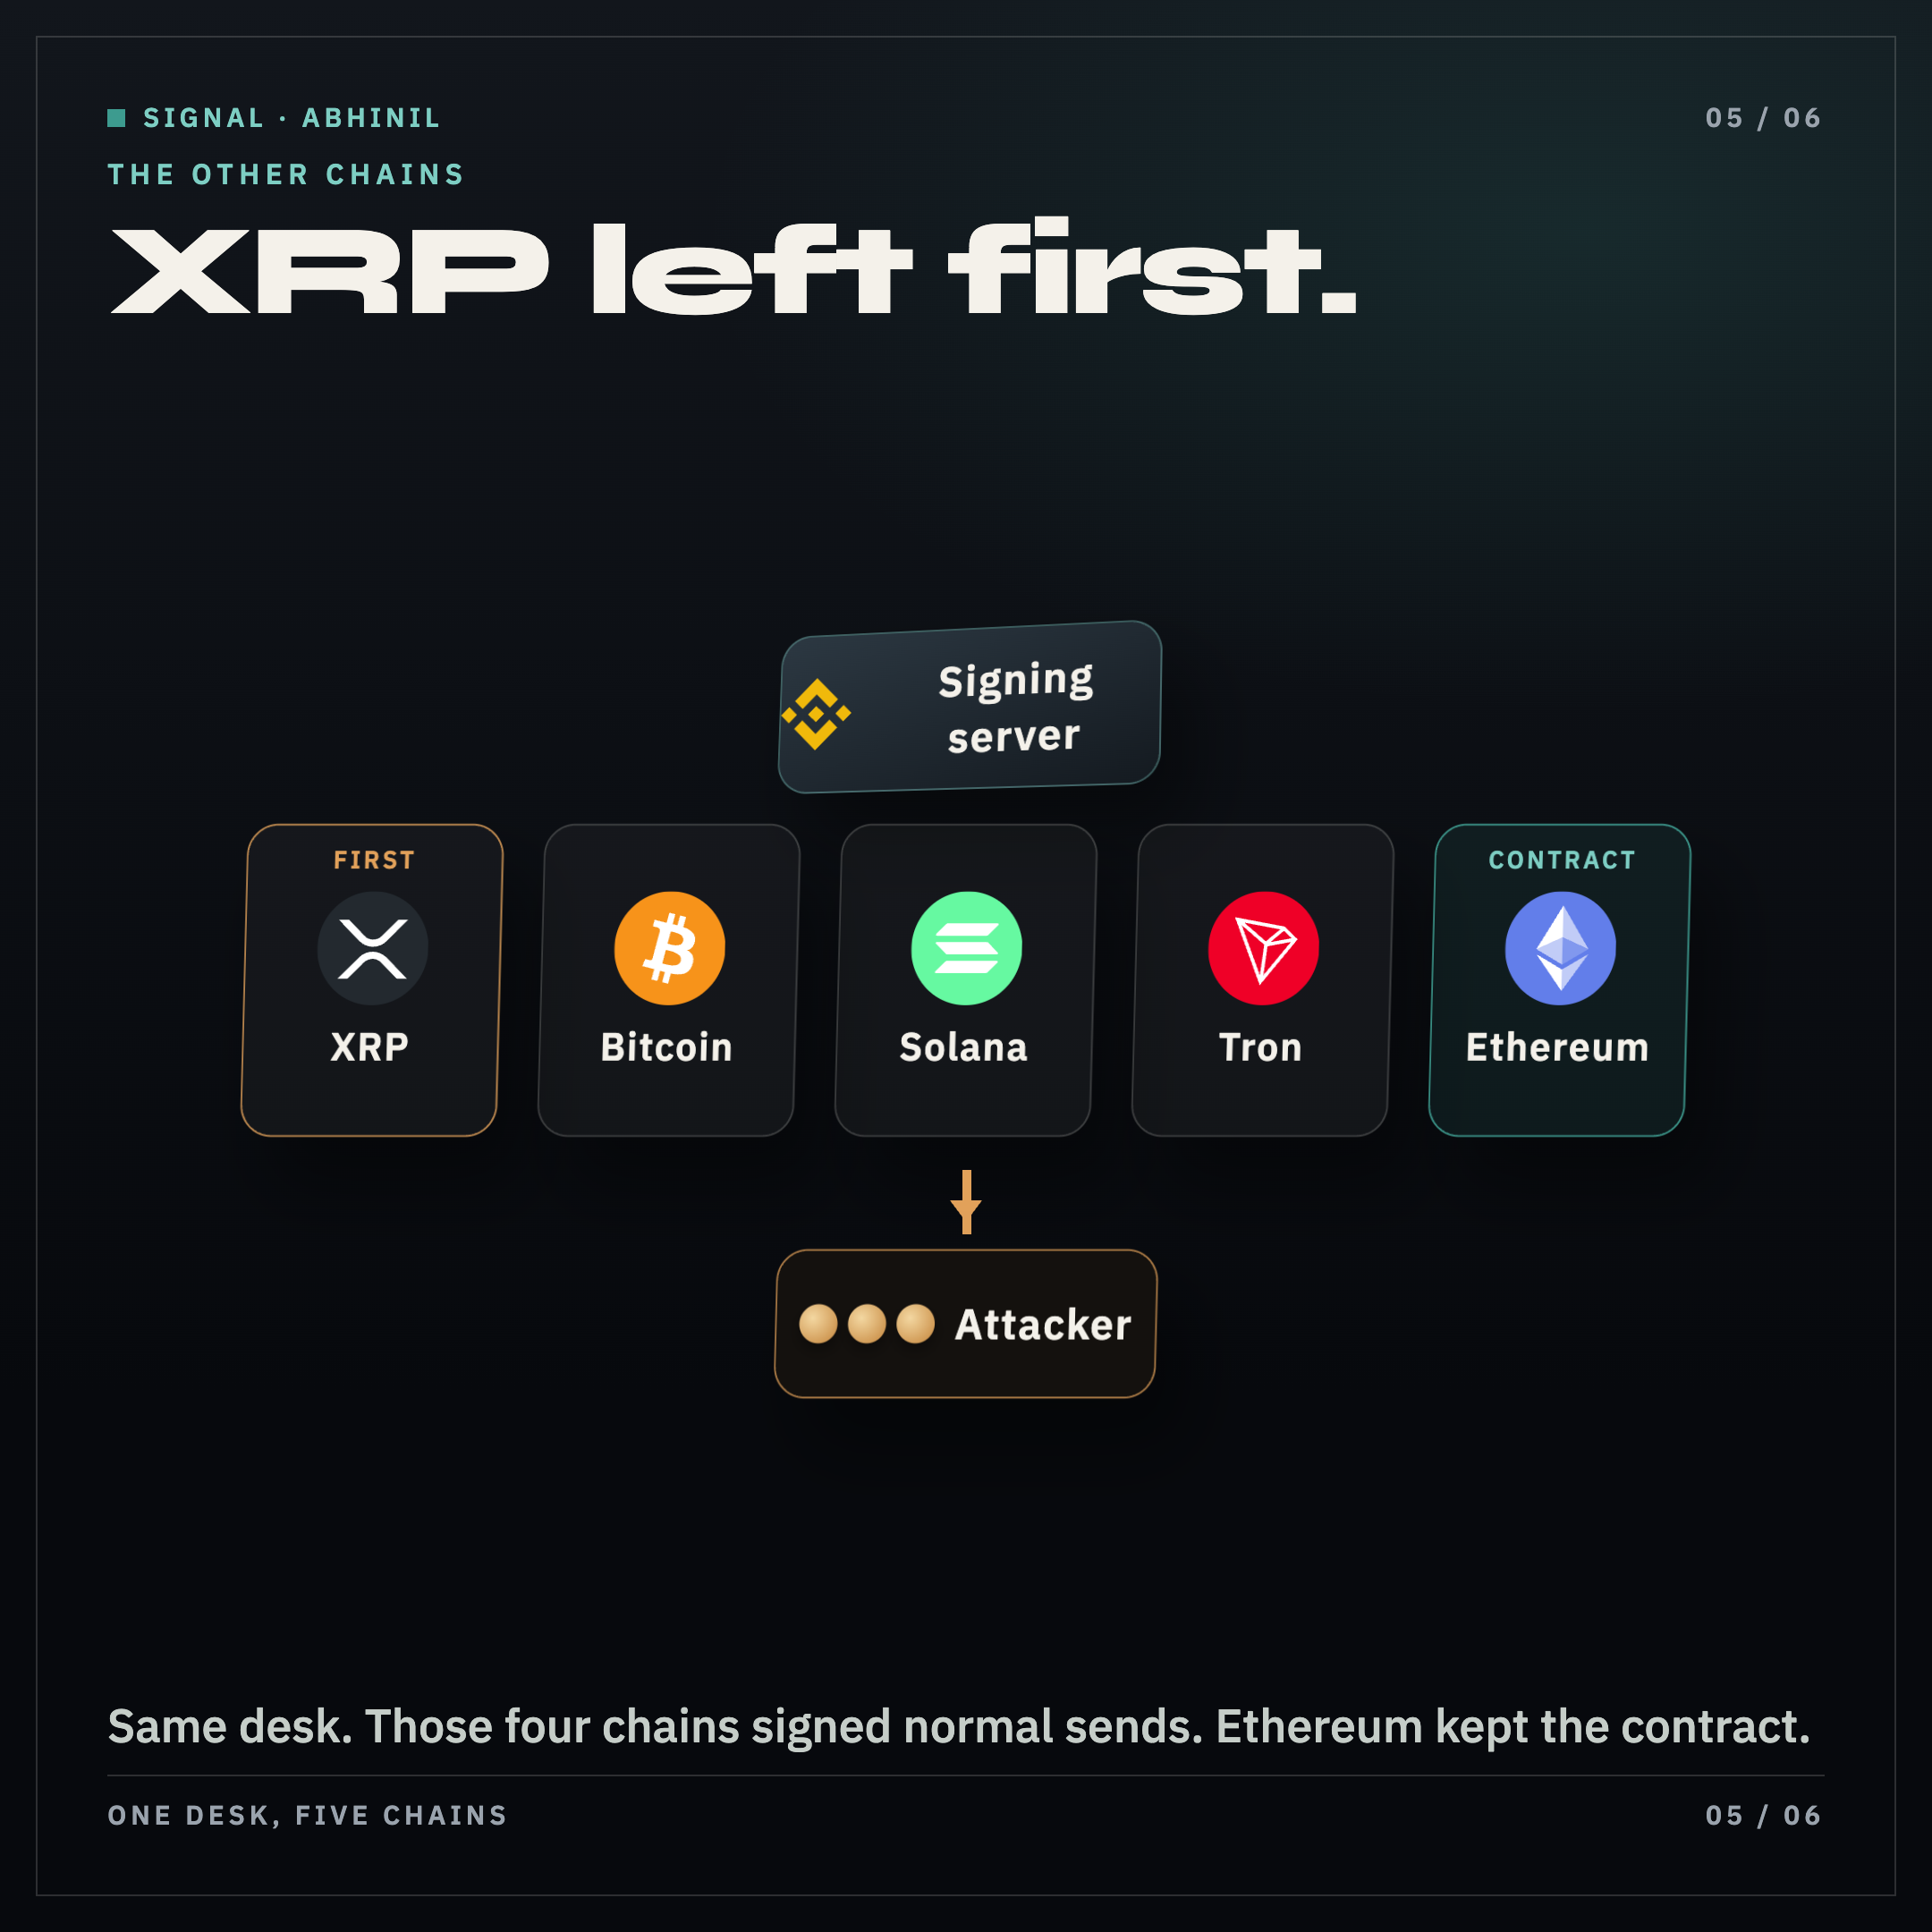 SIGNAL · ABHINIL
05 / 06
THE OTHER CHAINS
XRP left first.
Signing
server
FIRST
XRP
Bitcoin
Solana
Tron
CONTRACT
Ethereum
Attacker
Same desk. Those four chains signed normal sends. Ethereum kept the contract.
ONE DESK, FIVE CHAINS
05 / 06